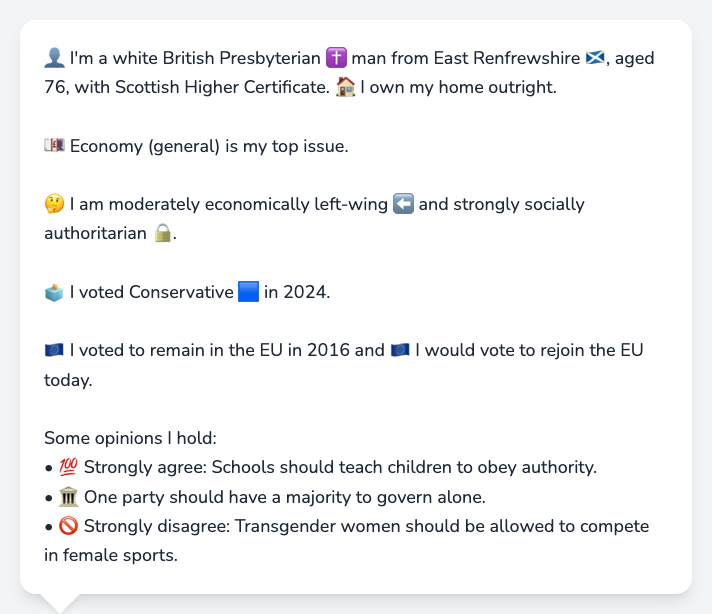 👤 I'm a white British Presbyterian ✝️ man from East Renfrewshire 🏴󠁧󠁢󠁳󠁣󠁴󠁿, aged
76, with Scottish Higher Certificate. 🏠 I own my home outright.
💷 Economy (general) is my top issue.
🤔 I am moderately economically left-wing ⬅️ and strongly socially
authoritarian 🔒.
🗳️ I voted Conservative 🟦 in 2024.
🇪🇺 I voted to remain in the EU in 2016 and 🇪🇺 I would vote to rejoin the EU
today.
Some opinions I hold:
• 💯 Strongly agree: Schools should teach children to obey authority.
• 🏛️ One party should have a majority to govern alone.
• 🚫 Strongly disagree: Transgender women should be allowed to compete
in female sports.